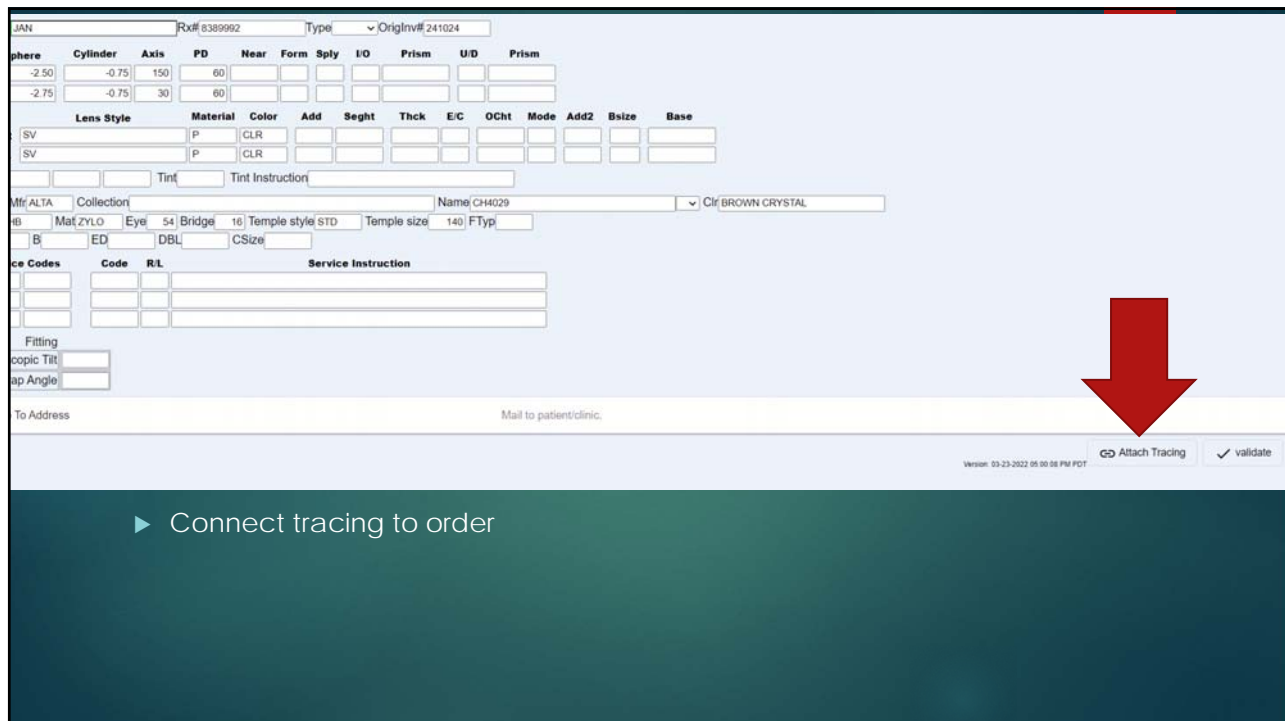 JAN Rx# 8389992 Type OrigInv# 241024
phere Cylinder Axis PD Near Form Sply I/O Prism U/D Prism
-2.50 -0.75 150 60
-2.75 -0.75 30 60
Lens Style Material Color Add Seght Thck E/C OCht Mode Add2 Bsize Base
SV P CLR
SV P CLR
Tint Tint Instruction
Mfr ALTA Collection Name CH4029 Clr BROWN CRYSTAL
Mat ZYLO Eye 54 Bridge 16 Temple style STD Temple size 140 FTyp
B ED DBL CSize
ce Codes Code R/L Service Instruction
Fitting
copic Tilt
ap Angle
To Address Mail to patient/clinic.
Version: 03-23-2022 05:00:08 PM PDT Attach Tracing validate
Connect tracing to order